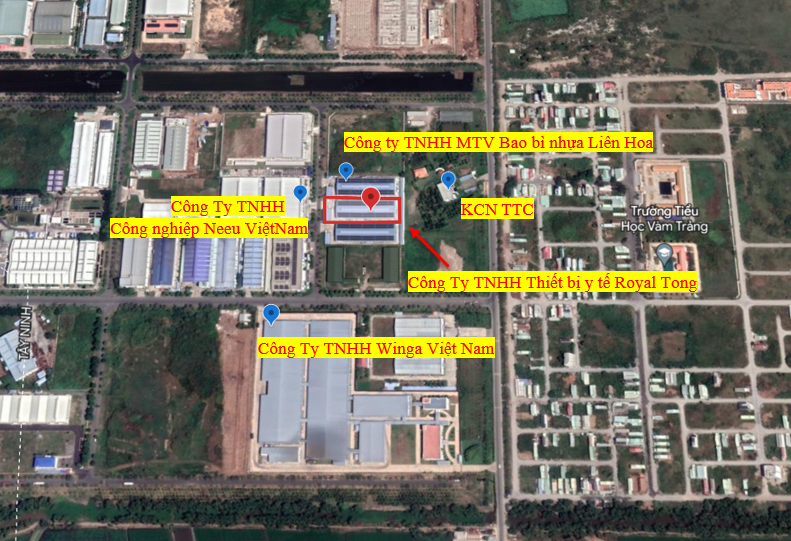 Công ty TNHH MTV Bao bì nhựa Liên Hoa
Công Ty TNHH
Công nghiệp Neeu ViệtNam
KCN TTC
Trường Tiểu
Học Vàm Trảng
Công Ty TNHH Thiết bị y tế Royal Tong
TÂY NINH
Công Ty TNHH Winga Việt Nam